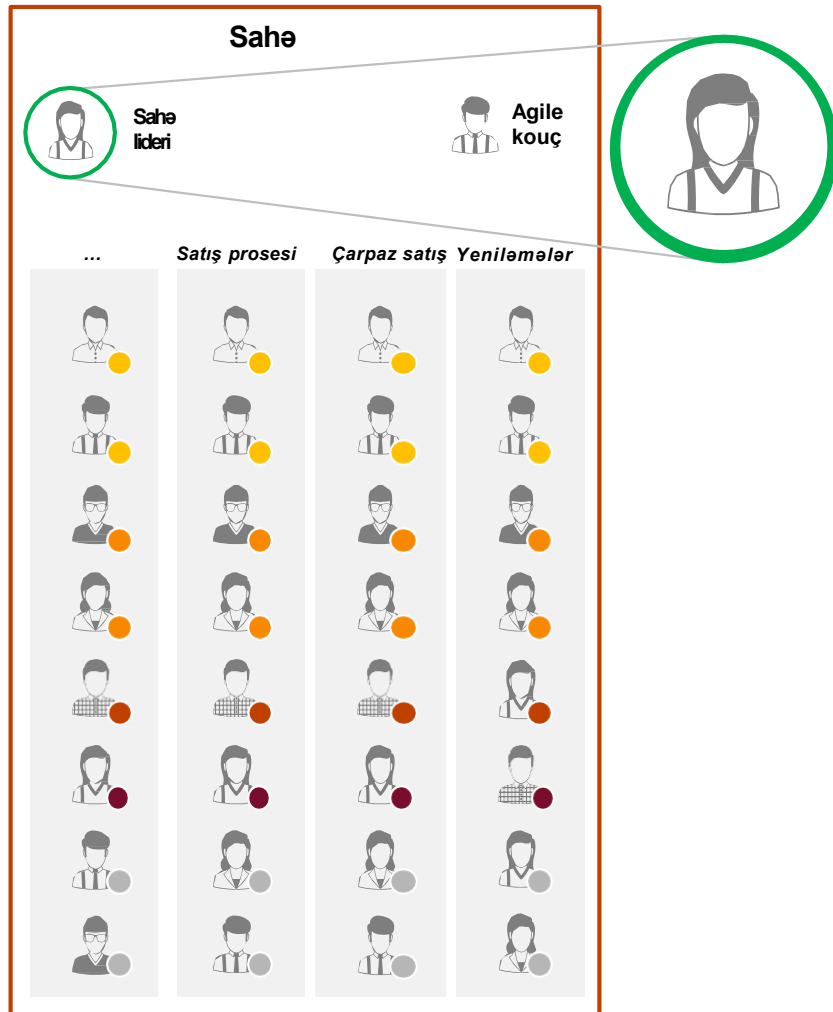 Sahə
Sahə
lideri
Agile
kouç
...
Satış prosesi
Çarpaz satış
Yeniləmələr